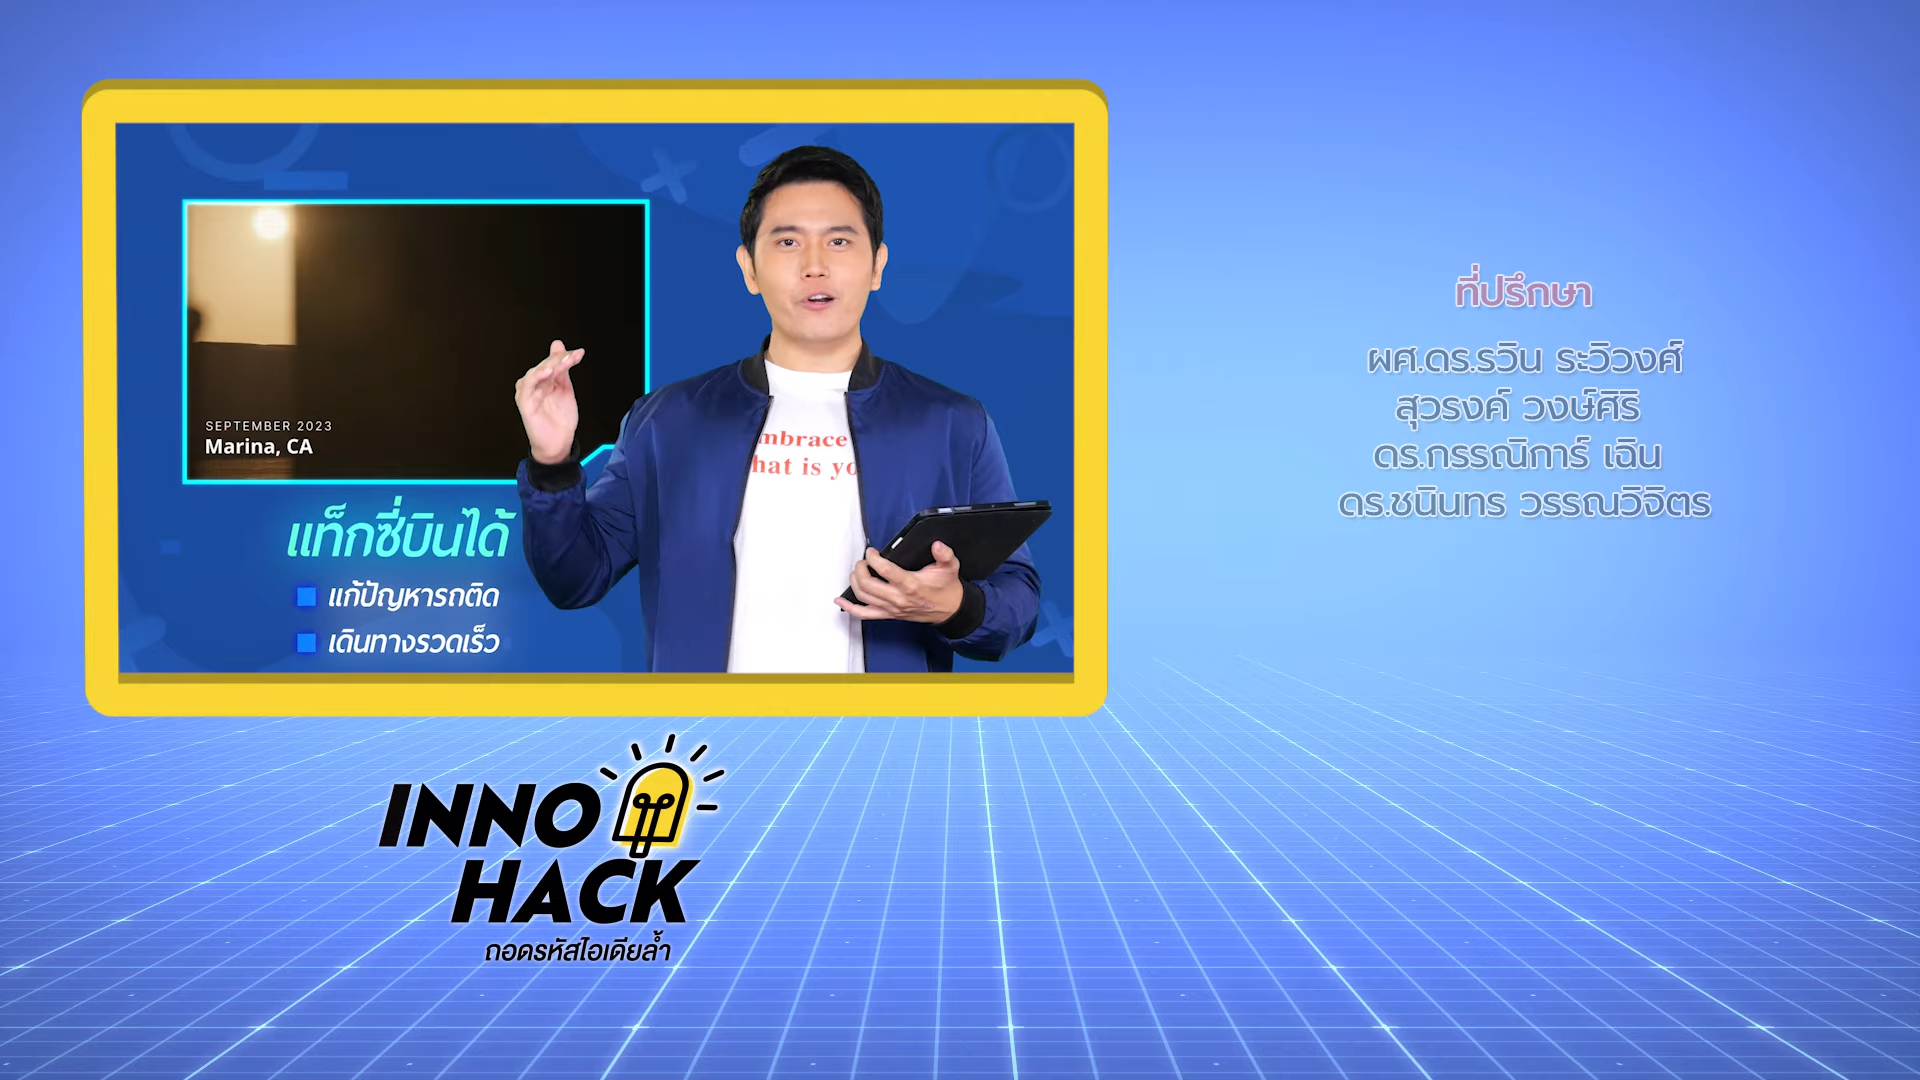 SEPTEMBER 2023
Marina, CA
mbrace
hat is yo
แท็กซี่บินได้
แก้ปัญหารถติด
เดินทางรวดเร็ว
INNO
HACK
ถอดรหัสไอเดียล้ำ
ที่ปรึกษา
ผศ.ดร.รวิน ระวิวงศ์
สุวรงค์ วงษ์ศิริ
ดร.กรรณิการ์ เฉิน
ดร.ชนินทร วรรณวิจิตร